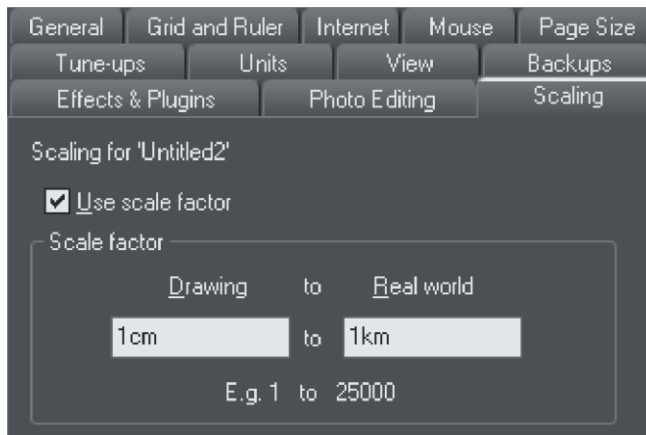 General Grid and Ruler Internet Mouse Page Size
Tune-ups Units View Backups
Effects & Plugins Photo Editing Scaling
Scaling for 'Untitled2'
Use scale factor
Scale factor
Drawing to Real world
1cm to 1km
E.g. 1 to 25000